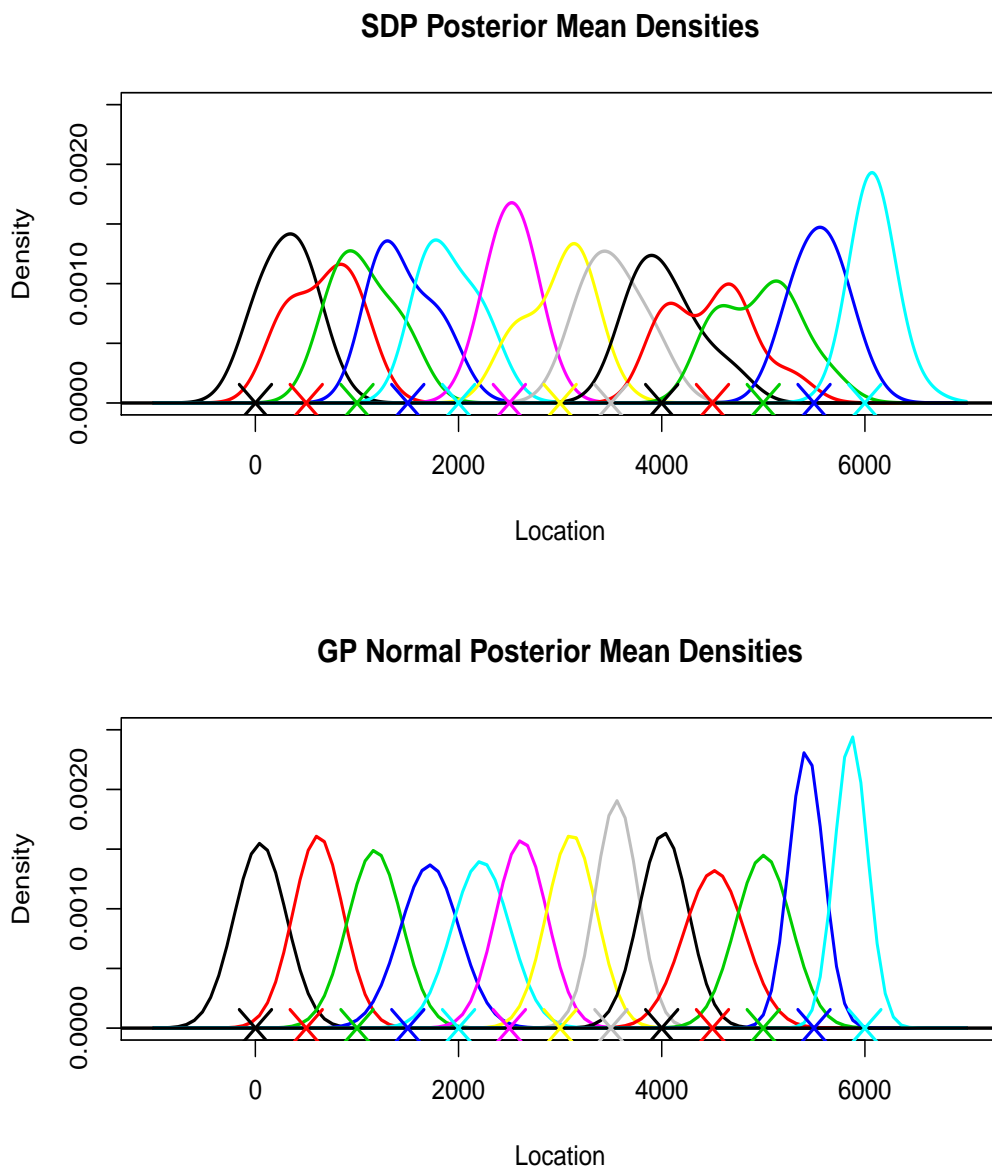 SDP Posterior Mean Densities
Density
0.0000
0.0010
0.0020
0 2000 4000 6000
Location
GP Normal Posterior Mean Densities
Density
0.0000
0.0010
0.0020
0 2000 4000 6000
Location